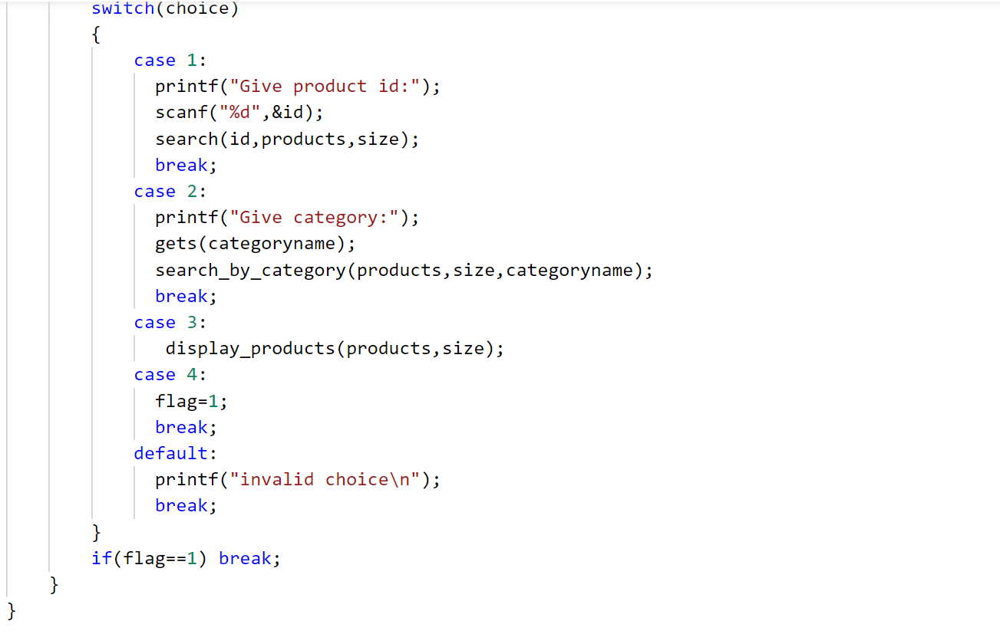 switch(choice)
{
case 1:
printf("Give product id:");
scanf("%d",&id);
search(id,products,size);
break;
case 2:
printf("Give category:");
gets(categoryname);
search_by_category(products,size,categoryname);
break;
case 3:
display_products(products,size);
case 4:
flag=1;
break;
default:
printf("invalid choice\n");
break;
}
if(flag==1) break;
}
}